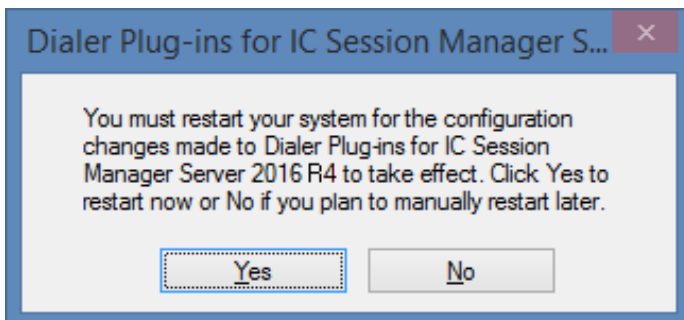 Dialer Plug-ins for IC Session Manager S...
You must restart your system for the configuration
changes made to Dialer Plug-ins for IC Session
Manager Server 2016 R4 to take effect. Click Yes to
restart now or No if you plan to manually restart later.
Yes
No